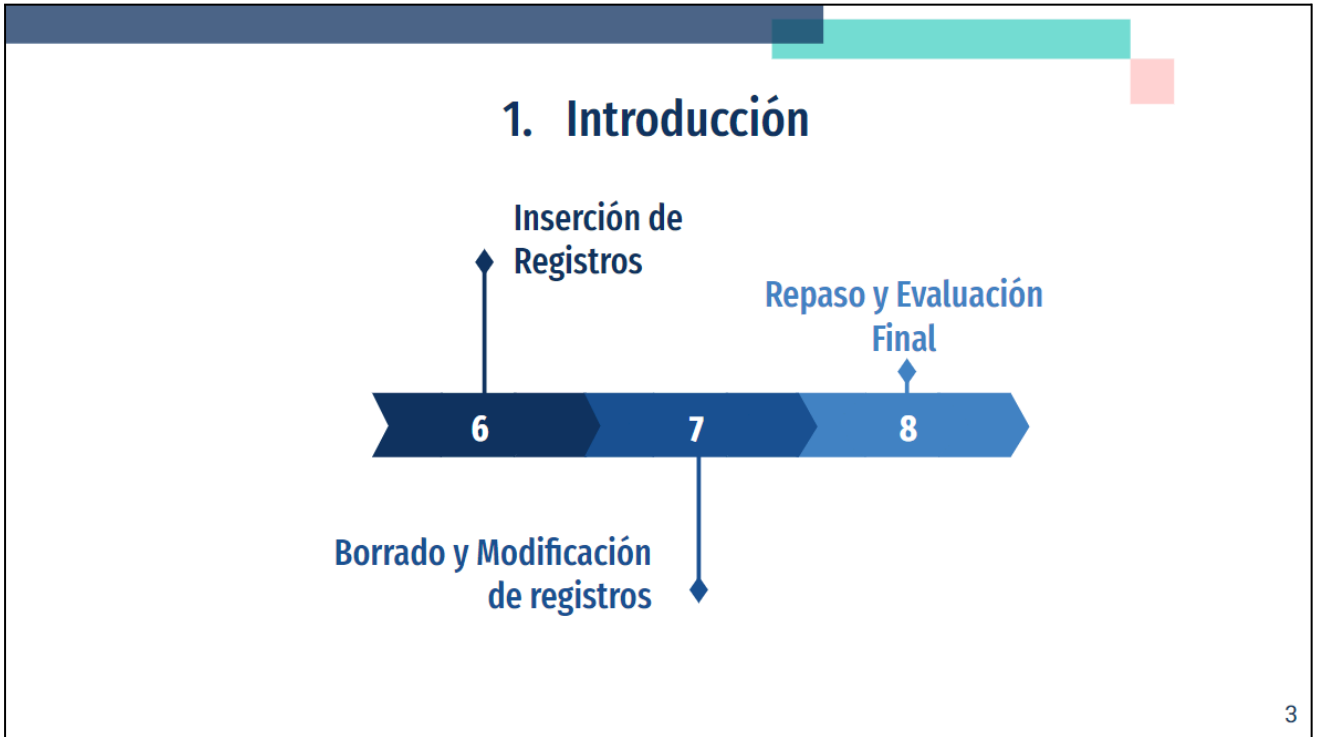 1. Introducción
Inserción de
Registros
Repaso y Evaluación
Final
6
7
8
Borrado y Modificación
de registros
3